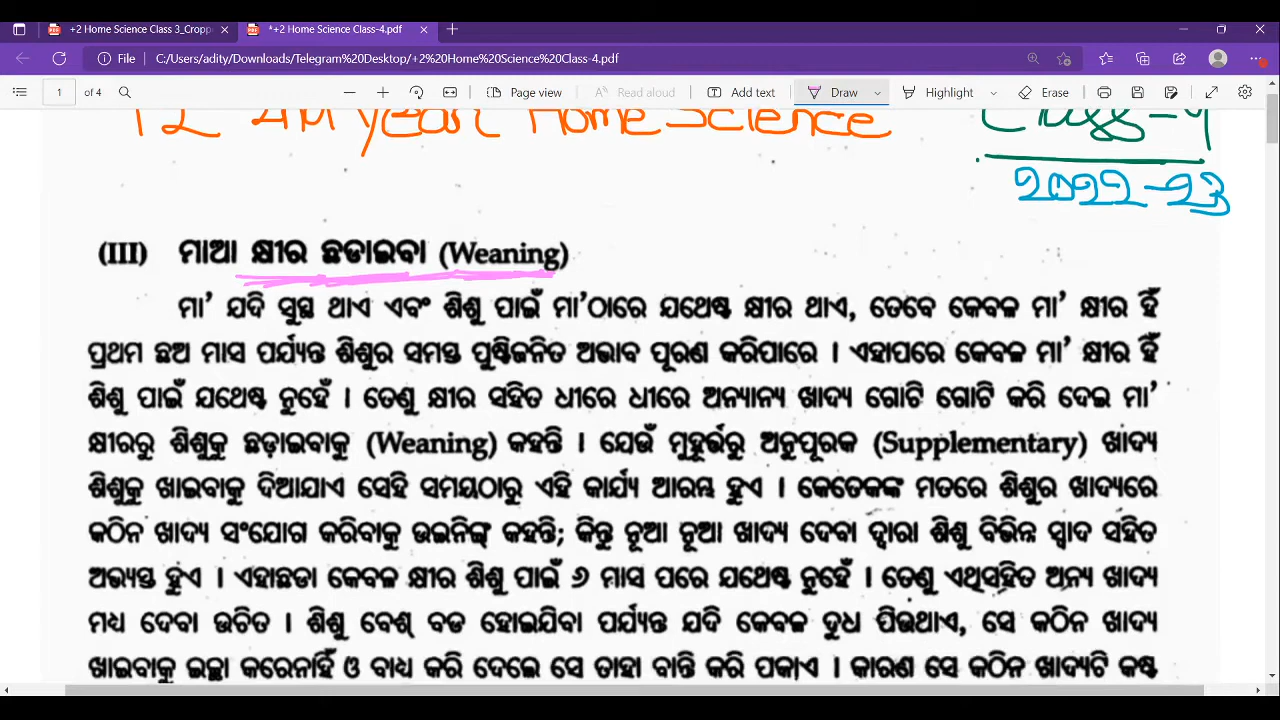 +2 Home Science Class 3_Cropp
*+2 Home Science Class-4.pdf
File C:/Users/adity/Downloads/Telegram%20Desktop/+2%20Home%20Science%20Class-4.pdf
1 of 4 Page view Read aloud Add text Draw Highlight Erase
+2 year Home Science Class-4
2022-23
(III) ମାଆ କ୍ଷୀର ଛଡାଇବା (Weaning)
ମା’ ଯଦି ସୁସ୍ଥ ଥାଏ ଏବଂ ଶିଶୁ ପାଇଁ ମା’ଠାରେ ଯଥେଷ୍ଟ କ୍ଷୀର ଥାଏ, ତେବେ କେବଳ ମା’ କ୍ଷୀର ହିଁ
ପ୍ରଥମ ଛଅ ମାସ ପର୍ଯ୍ୟନ୍ତ ଶିଶୁର ସମସ୍ତ ପୁଷ୍ଟିଜନିତ ଅଭାବ ପୂରଣ କରିପାରେ । ଏହାପରେ କେବଳ ମା’ କ୍ଷୀର ହିଁ
ଶିଶୁ ପାଇଁ ଯଥେଷ୍ଟ ନୁହେଁ । ତେଣୁ କ୍ଷୀର ସହିତ ଧୀରେ ଧୀରେ ଅନ୍ୟାନ୍ୟ ଖାଦ୍ୟ ଗୋଟି ଗୋଟି କରି ଦେଇ ମା’
କ୍ଷୀରରୁ ଶିଶୁକୁ ଛଡ଼ାଇବାକୁ (Weaning) କହନ୍ତି । ଯେଉଁ ମୁହୂର୍ତ୍ତରୁ ଅନୁପୂରକ (Supplementary) ଖାଦ୍ୟ
ଶିଶୁକୁ ଖାଇବାକୁ ଦିଆଯାଏ ସେହି ସମୟଠାରୁ ଏହି କାର୍ଯ୍ୟ ଆରମ୍ଭ ହୁଏ । କେତେକଙ୍କ ମତରେ ଶିଶୁର ଖାଦ୍ୟରେ
କଠିନ ଖାଦ୍ୟ ସଂଯୋଗ କରିବାକୁ ଉଇନିଙ୍ଗ୍ କହନ୍ତି; କିନ୍ତୁ ନୂଆ ନୂଆ ଖାଦ୍ୟ ଦେବା ଦ୍ୱାରା ଶିଶୁ ବିଭିନ୍ନ ସ୍ୱାଦ ସହିତ
ଅଭ୍ୟସ୍ତ ହୁଏ । ଏହାଛଡା କେବଳ କ୍ଷୀର ଶିଶୁ ପାଇଁ ୬ ମାସ ପରେ ଯଥେଷ୍ଟ ନୁହେଁ । ତେଣୁ ଏଥିସହିତ ଅନ୍ୟ ଖାଦ୍ୟ
ମଧ୍ୟ ଦେବା ଉଚିତ । ଶିଶୁ ବେଶ୍ ବଡ ହୋଇଯିବା ପର୍ଯ୍ୟନ୍ତ ଯଦି କେବଳ ଦୁଧ ପିଉଥାଏ, ସେ କଠିନ ଖାଦ୍ୟ
ଖାଇବାକୁ ଇଚ୍ଛା କରେନାହିଁ ଓ ବାଧ୍ୟ କରି ଦେଲେ ସେ ତାହା ବାନ୍ତି କରି ପକାଏ । କାରଣ ସେ କଠିନ ଖାଦ୍ୟଟି କଷ୍ଟ